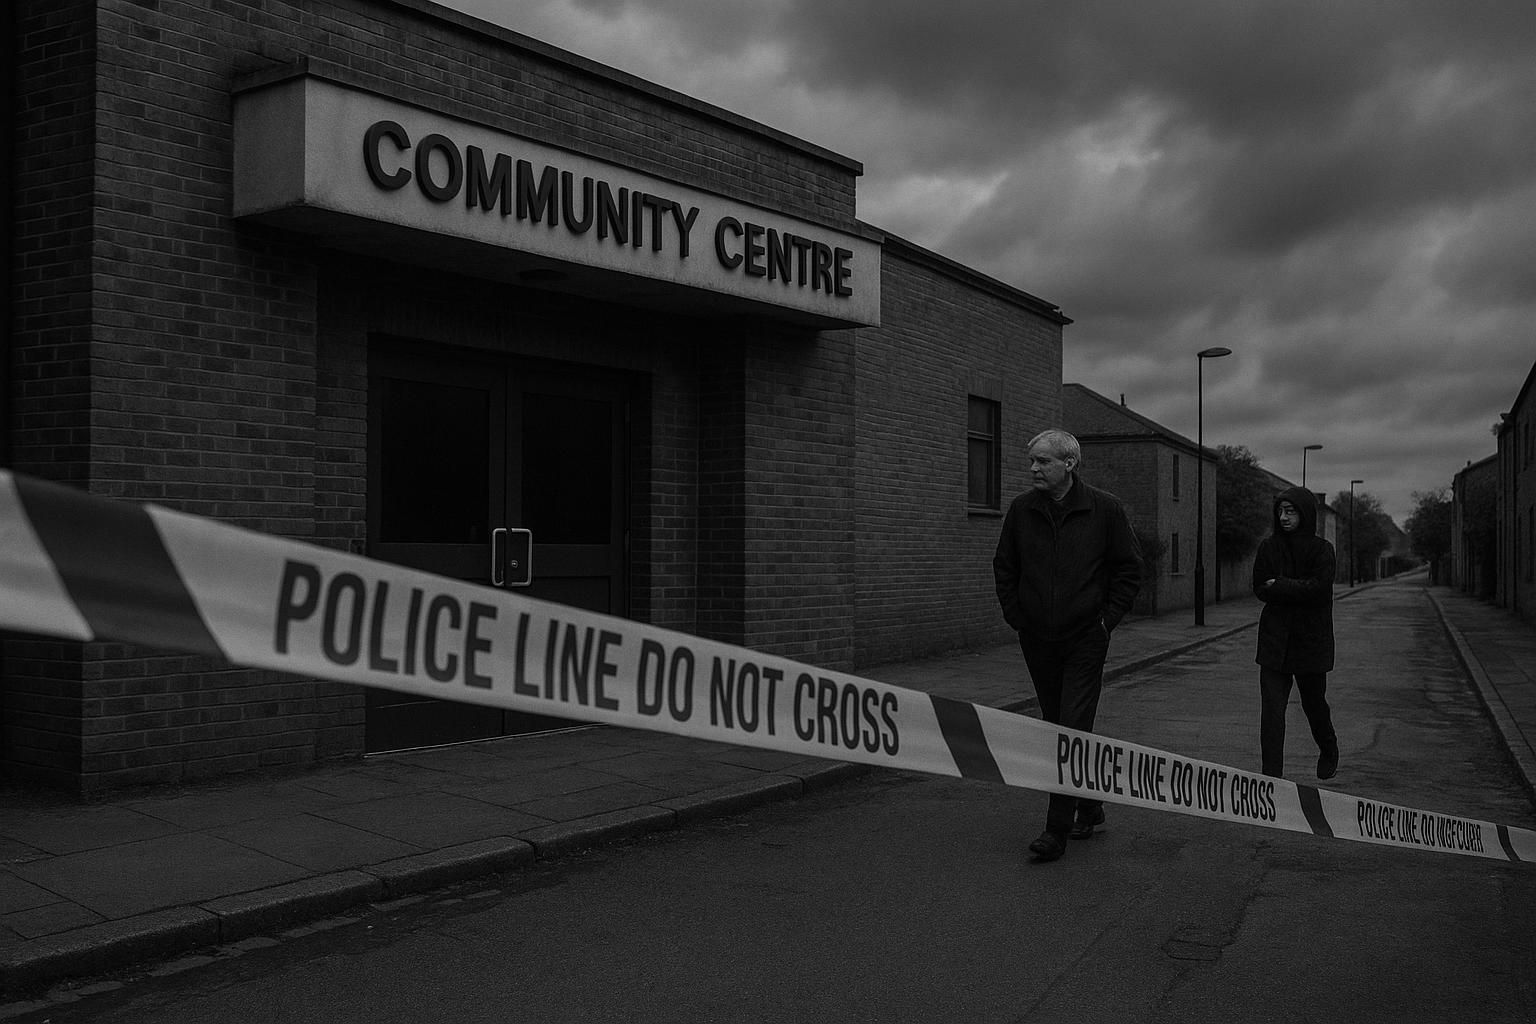 COMMUNITY CENTRE
POLICE LINE DO NOT CROSS
POLICE LINE DO NOT CROSS
POLICE LINE DO